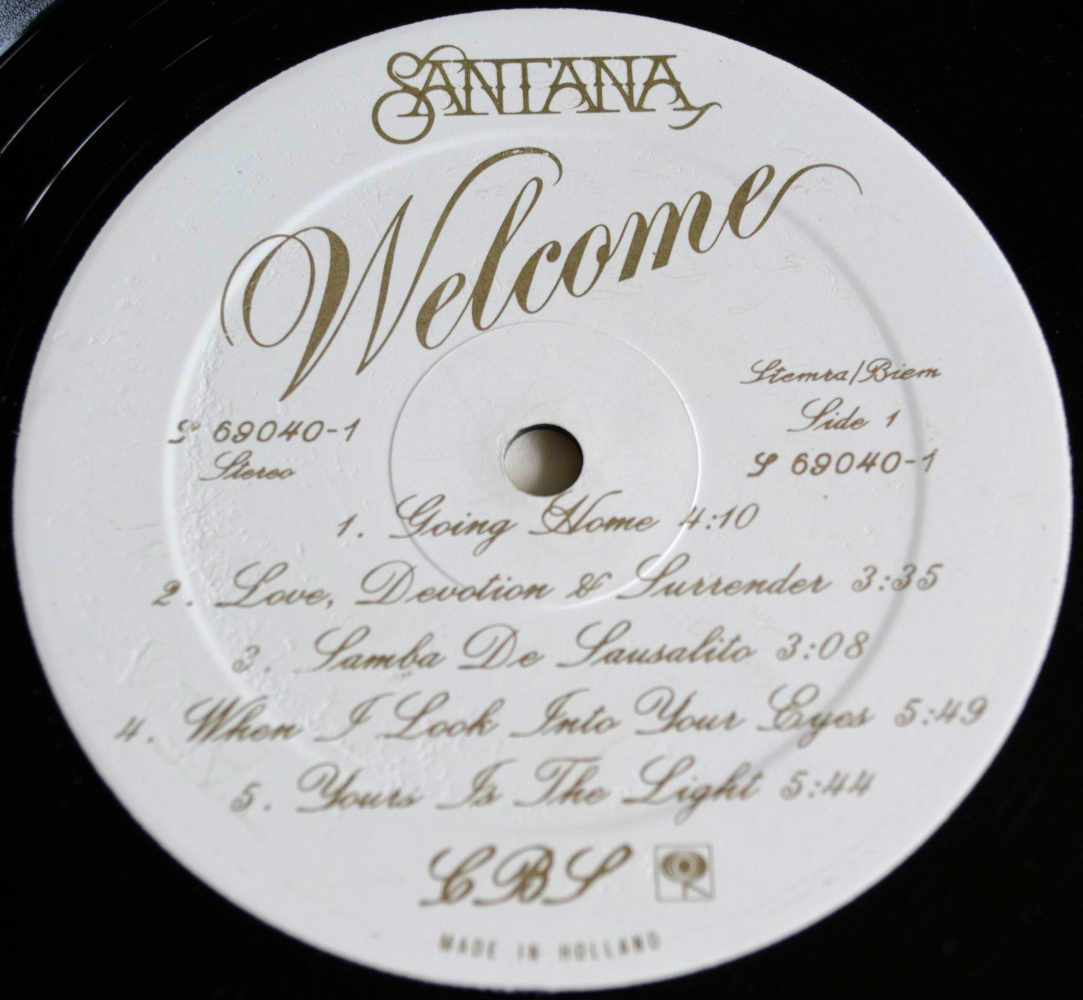 SANTANA
Welcome
Stemra/Biem
Side 1
S 69040-1
S 69040-1
Stereo
1. Going Home 4:10
2. Love, Devotion & Surrender 3:35
3. Samba De Sausalito 3:08
4. When I Look Into Your Eyes 5:49
5. Yours Is The Light 5:44
CBS
MADE IN HOLLAND